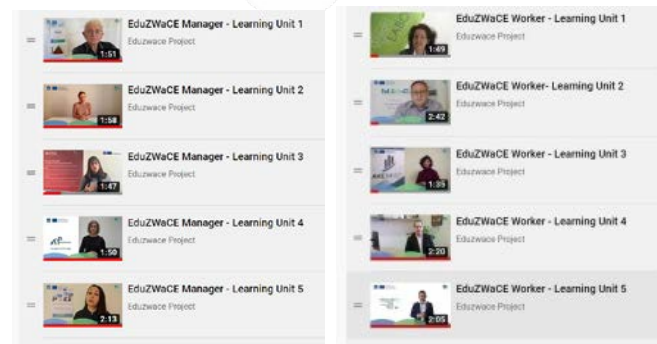 EduZWaCE Manager - Learning Unit 1
Eduzwace Project
1:51
EduZWaCE Manager - Learning Unit 2
Eduzwace Project
1:58
EduZWaCE Manager - Learning Unit 3
Eduzwace Project
1:47
EduZWaCE Manager - Learning Unit 4
Eduzwace Project
1:50
EduZWaCE Manager - Learning Unit 5
Eduzwace Project
2:13
EduZWaCE Worker - Learning Unit 1
Eduzwace Project
1:49
EduZWaCE Worker- Learning Unit 2
Eduzwace Project
2:42
EduZWaCE Worker - Learning Unit 3
Eduzwace Project
1:35
EduZWaCE Worker - Learning Unit 4
Eduzwace Project
2:20
EduZWaCE Worker - Learning Unit 5
Eduzwace Project
2:05